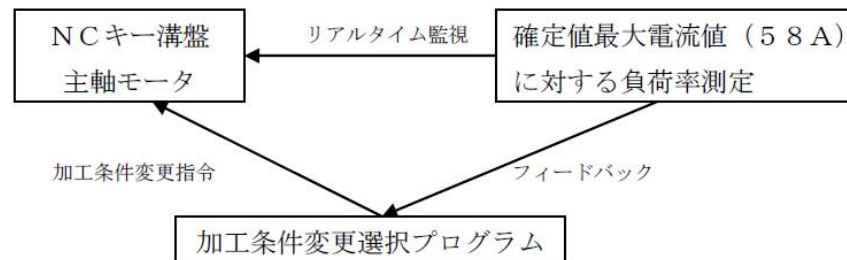 NCキー溝盤
主軸モータ
リアルタイム監視
確定値最大電流値(58A)
に対する負荷率測定
加工条件変更指令
フィードバック
加工条件変更選択プログラム